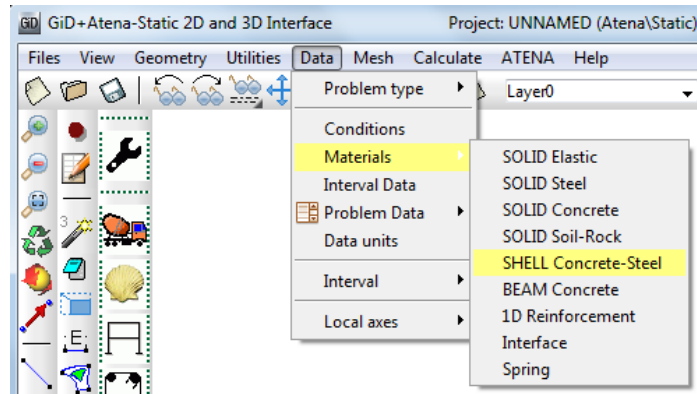 GiD GiD+Atena-Static 2D and 3D Interface Project: UNNAMED (Atena\Static)
Files View Geometry Utilities Data Mesh Calculate ATENA Help
Layer0
Problem type
Conditions
Materials
Interval Data
Problem Data
Data units
Interval
Local axes
SOLID Elastic
SOLID Steel
SOLID Concrete
SOLID Soil-Rock
SHELL Concrete-Steel
BEAM Concrete
1D Reinforcement
Interface
Spring
3
E